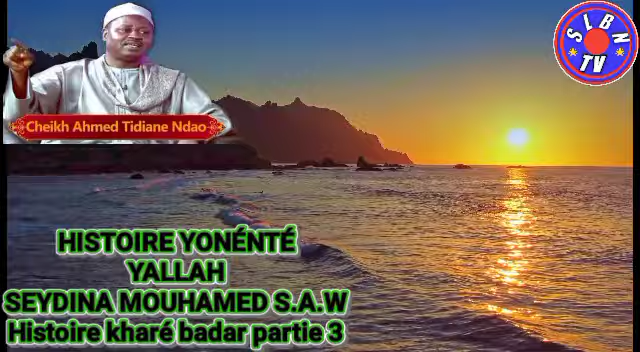 SLBN
TV
Cheikh Ahmed Tidiane Ndao
HISTOIRE YONÉNTÉ
YALLAH
SEYDINA MOUHAMED S.A.W
Histoire kharé badar partie 3